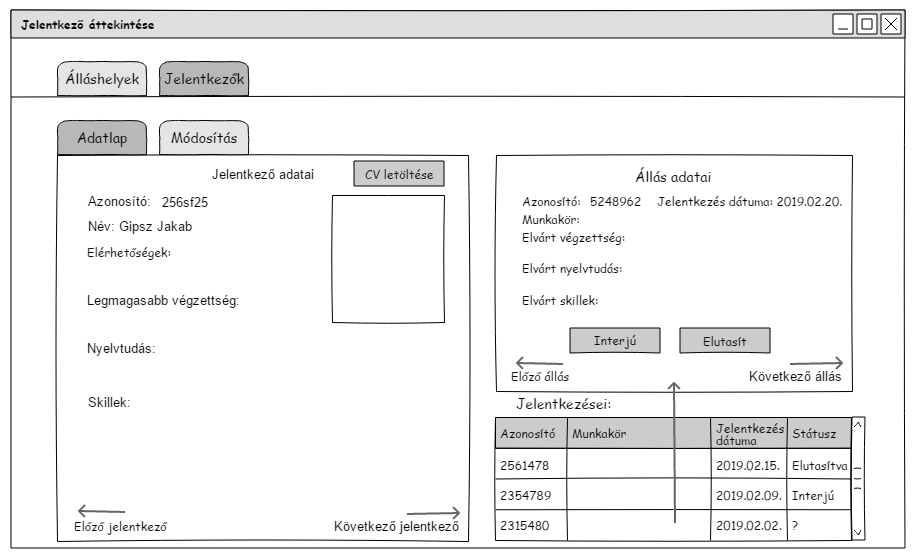 Jelentkező áttekintése
Álláshelyek
Jelentkezők
Adatlap
Módosítás
Jelentkező adatai
CV letöltése
Azonosító: 256sf25
Név: Gipsz Jakab
Elérhetőségek:
Legmagasabb végzettség:
Nyelvtudás:
Skillek:
Előző jelentkező
Következő jelentkező
Állás adatai
Azonosító: 5248962 Jelentkezés dátuma: 2019.02.20.
Munkakör:
Elvárt végzettség:
Elvárt nyelvtudás:
Elvárt skillek:
Interjú
Elutasít
Előző állás
Következő állás
Jelentkezései:
Azonosító Munkakör Jelentkezés dátuma Státusz
2561478 2019.02.15. Elutasítva
2354789 2019.02.09. Interjú
2315480 2019.02.02. ?